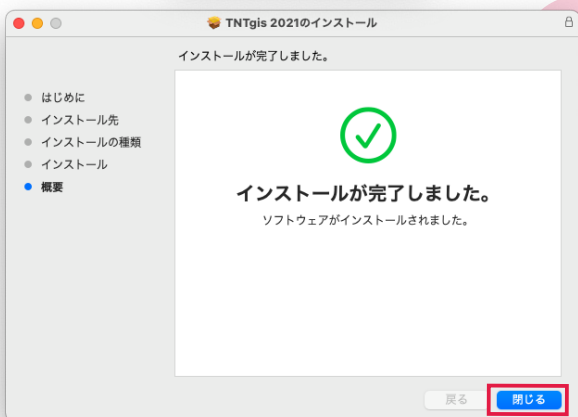 TNTgis 2021のインストール
インストールが完了しました。
はじめに
インストール先
インストールの種類
インストール
概要
インストールが完了しました。
ソフトウェアがインストールされました。
戻る
閉じる